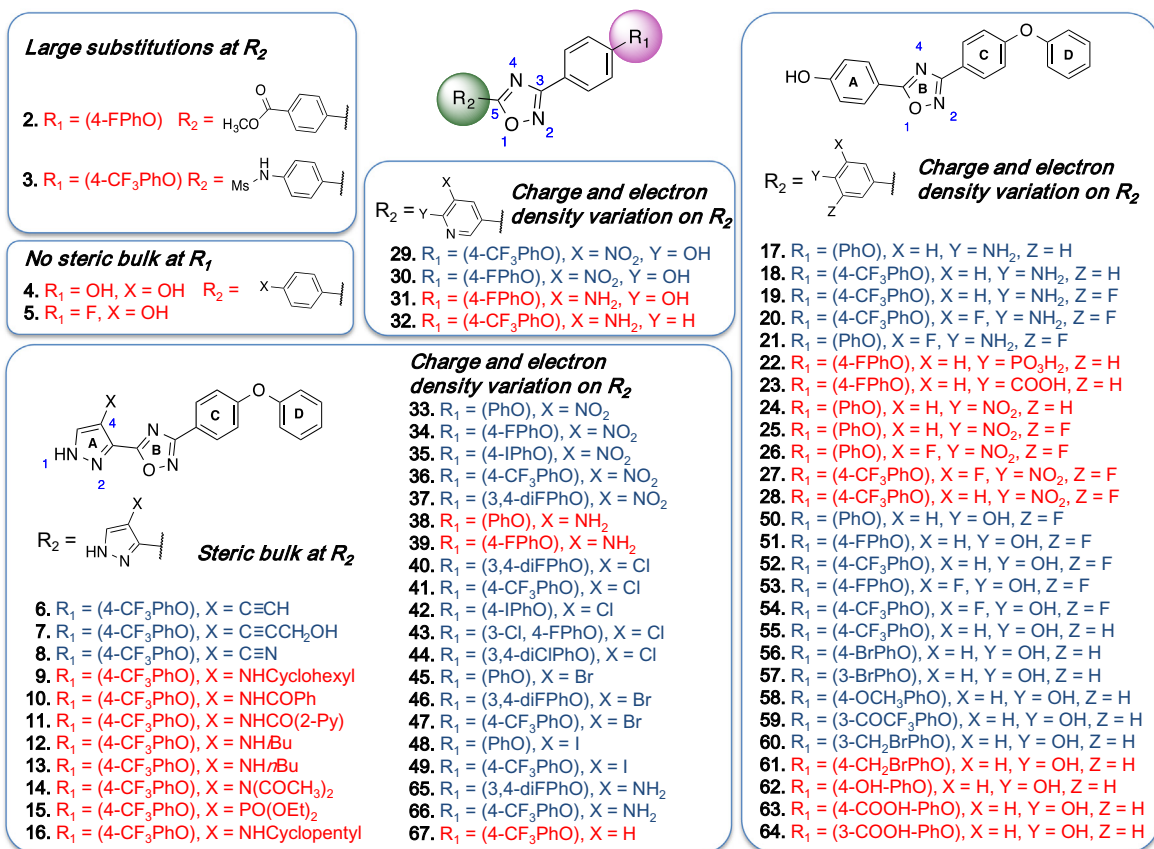 Large substitutions at R2
2. R1 = (4-FPhO) R2 =
O
H3CO
3. R1 = (4-CF3PhO) R2 =
Ms
H
N
No steric bulk at R1
4. R1 = OH, X = OH R2 =
X
5. R1 = F, X = OH
R1
R2
4
N
3
5
O
N
1
2
R2 =
X
Y
N
Charge and electron
density variation on R2
29. R1 = (4-CF3PhO), X = NO2, Y = OH
30. R1 = (4-FPhO), X = NO2, Y = OH
31. R1 = (4-FPhO), X = NH2, Y = OH
32. R1 = (4-CF3PhO), X = NH2, Y = H
X
4
A
HN
N
1
2
N
B
O
N
C
O
D
R2 =
X
HN
N
Steric bulk at R2
6. R1 = (4-CF3PhO), X = C≡CH
7. R1 = (4-CF3PhO), X = C≡CCH2OH
8. R1 = (4-CF3PhO), X = C≡N
9. R1 = (4-CF3PhO), X = NHCyclohexyl
10. R1 = (4-CF3PhO), X = NHCOPh
11. R1 = (4-CF3PhO), X = NHCO(2-Py)
12. R1 = (4-CF3PhO), X = NHiBu
13. R1 = (4-CF3PhO), X = NHnBu
14. R1 = (4-CF3PhO), X = N(COCH3)2
15. R1 = (4-CF3PhO), X = PO(OEt)2
16. R1 = (4-CF3PhO), X = NHCyclopentyl
Charge and electron
density variation on R2
33. R1 = (PhO), X = NO2
34. R1 = (4-FPhO), X = NO2
35. R1 = (4-IPhO), X = NO2
36. R1 = (4-CF3PhO), X = NO2
37. R1 = (3,4-diFPhO), X = NO2
38. R1 = (PhO), X = NH2
39. R1 = (4-FPhO), X = NH2
40. R1 = (3,4-diFPhO), X = Cl
41. R1 = (4-CF3PhO), X = Cl
42. R1 = (4-IPhO), X = Cl
43. R1 = (3-Cl, 4-FPhO), X = Cl
44. R1 = (3,4-diClPhO), X = Cl
45. R1 = (PhO), X = Br
46. R1 = (3,4-diFPhO), X = Br
47. R1 = (4-CF3PhO), X = Br
48. R1 = (PhO), X = I
49. R1 = (4-CF3PhO), X = I
65. R1 = (3,4-diFPhO), X = NH2
66. R1 = (4-CF3PhO), X = NH2
67. R1 = (4-CF3PhO), X = H
HO
A
4
N
B
O
N
1
2
C
O
D
R2 =
X
Y
Z
Charge and electron
density variation on R2
17. R1 = (PhO), X = H, Y = NH2, Z = H
18. R1 = (4-CF3PhO), X = H, Y = NH2, Z = H
19. R1 = (4-CF3PhO), X = H, Y = NH2, Z = F
20. R1 = (4-CF3PhO), X = F, Y = NH2, Z = F
21. R1 = (PhO), X = F, Y = NH2, Z = F
22. R1 = (4-FPhO), X = H, Y = PO3H2, Z = H
23. R1 = (4-FPhO), X = H, Y = COOH, Z = H
24. R1 = (PhO), X = H, Y = NO2, Z = H
25. R1 = (PhO), X = H, Y = NO2, Z = F
26. R1 = (PhO), X = F, Y = NO2, Z = F
27. R1 = (4-CF3PhO), X = F, Y = NO2, Z = F
28. R1 = (4-CF3PhO), X = H, Y = NO2, Z = F
50. R1 = (PhO), X = H, Y = OH, Z = F
51. R1 = (4-FPhO), X = H, Y = OH, Z = F
52. R1 = (4-CF3PhO), X = H, Y = OH, Z = F
53. R1 = (4-FPhO), X = F, Y = OH, Z = F
54. R1 = (4-CF3PhO), X = F, Y = OH, Z = F
55. R1 = (4-CF3PhO), X = H, Y = OH, Z = H
56. R1 = (4-BrPhO), X = H, Y = OH, Z = H
57. R1 = (3-BrPhO), X = H, Y = OH, Z = H
58. R1 = (4-OCH3PhO), X = H, Y = OH, Z = H
59. R1 = (3-COCF3PhO), X = H, Y = OH, Z = H
60. R1 = (3-CH2BrPhO), X = H, Y = OH, Z = H
61. R1 = (4-CH2BrPhO), X = H, Y = OH, Z = H
62. R1 = (4-OH-PhO), X = H, Y = OH, Z = H
63. R1 = (4-COOH-PhO), X = H, Y = OH, Z = H
64. R1 = (3-COOH-PhO), X = H, Y = OH, Z = H